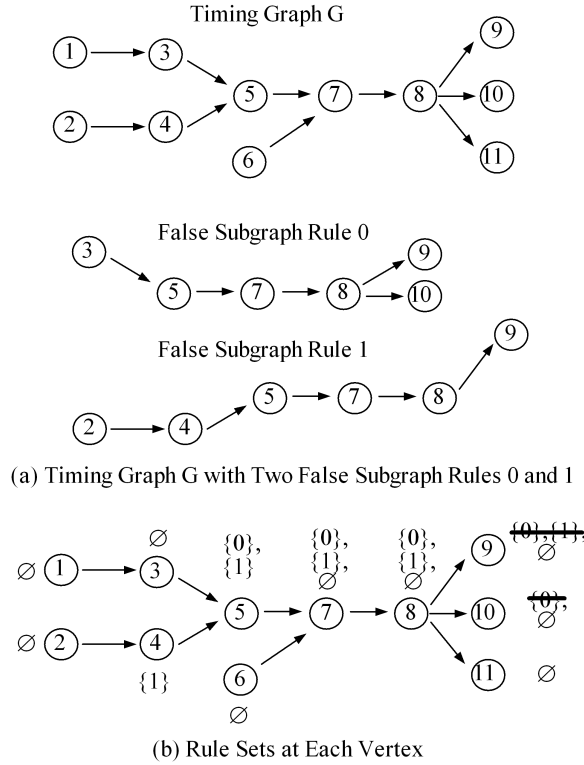 Timing Graph G
1 3 9
5 7 8 10
2 4
6 11
False Subgraph Rule 0
3 9
5 7 8 10
False Subgraph Rule 1
9
5 7 8
2 4
(a) Timing Graph G with Two False Subgraph Rules 0 and 1
∅ {0}, {0}, {0}, {0},{1},
{1} {1}, {1}, ∅
∅ 1 3 ∅ ∅ 9
5 7 8 10 {0},
∅
∅ 2 4
{1} 6 11 ∅
∅
(b) Rule Sets at Each Vertex